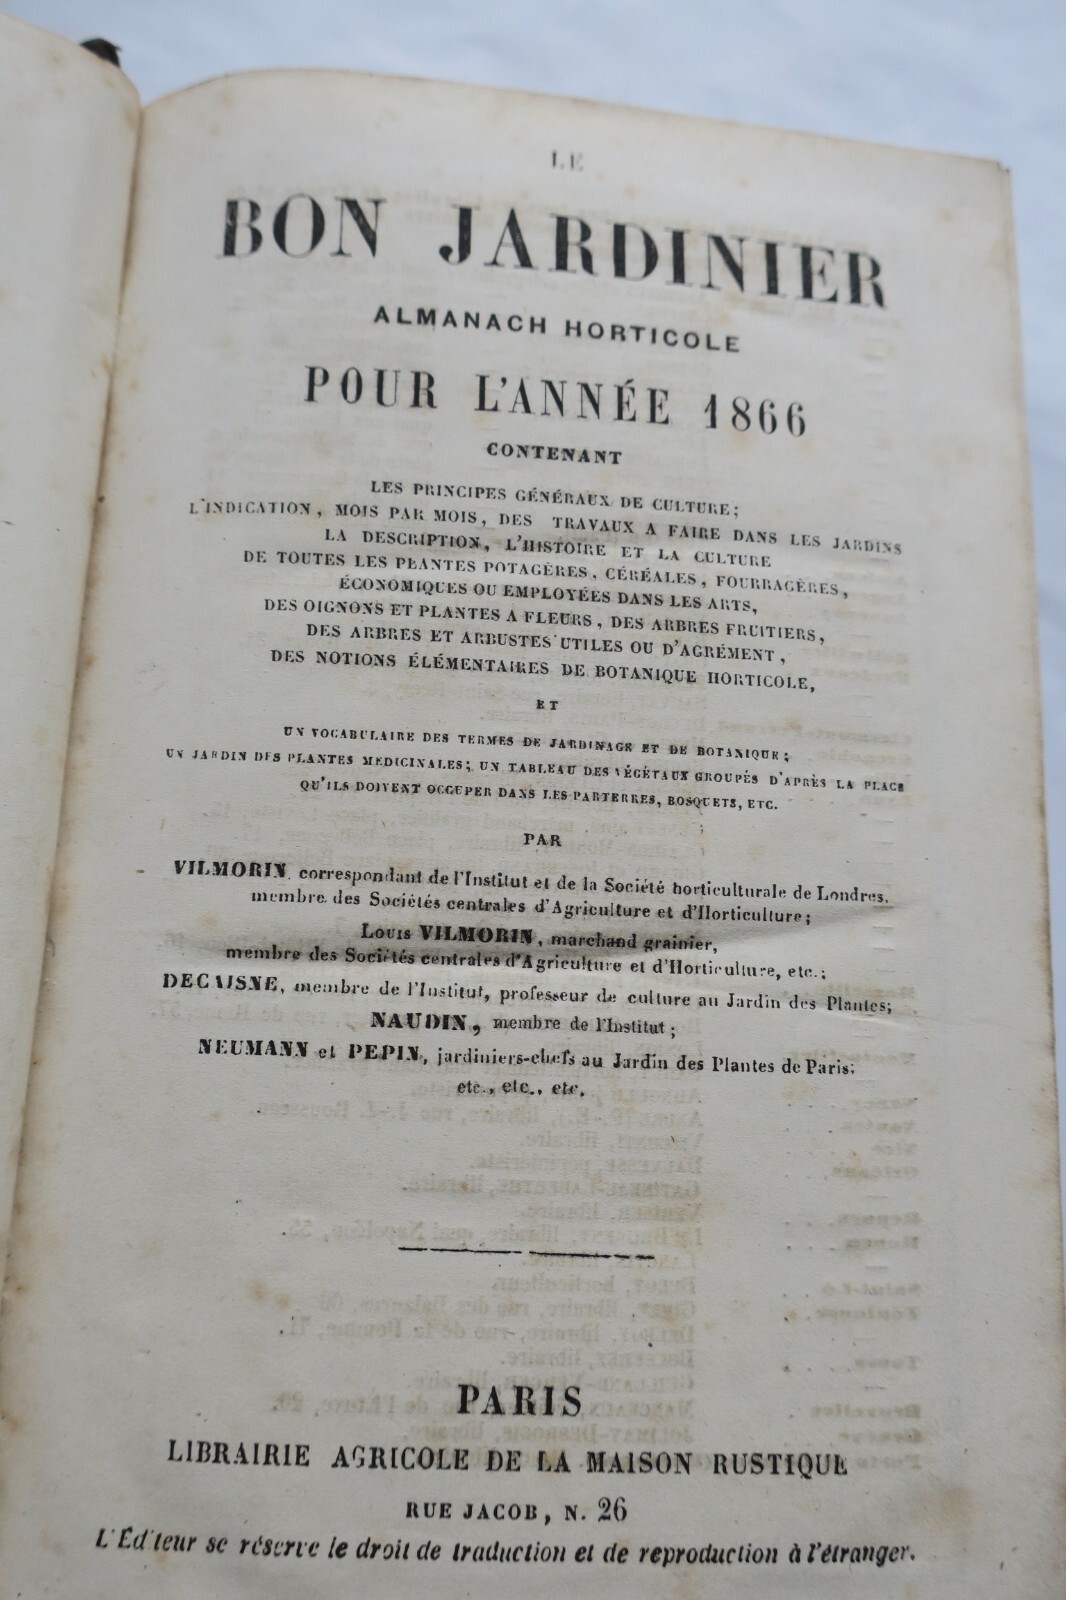 LE
BON JARDINIER
ALMANACH HORTICOLE
POUR L'ANNÉE 1866
CONTENANT
LES PRINCIPES GÉNÉRAUX DE CULTURE;
L'INDICATION, MOIS PAR MOIS, DES TRAVAUX A FAIRE DANS LES JARDINS
LA DESCRIPTION, L'HISTOIRE ET LA CULTURE
DE TOUTES LES PLANTES POTAGÈRES, CÉRÉALES, FOURRAGÈRES,
ÉCONOMIQUES OU EMPLOYÉES DANS LES ARTS,
DES OIGNONS ET PLANTES A FLEURS, DES ARBRES FRUITIERS,
DES ARBRES ET ARBUSTES UTILES OU D'AGRÉMENT,
DES NOTIONS ÉLÉMENTAIRES DE BOTANIQUE HORTICOLE,
ET
UN VOCABULAIRE DES TERMES DE JARDINAGE ET DE BOTANIQUE;
UN JARDIN DES PLANTES MEDICINALES; UN TABLEAU DES VÉGÉTAUX GROUPÉS D'APRÈS LA PLACE
QU'ILS DOIVENT OCCUPER DANS LES PARTERRES, BOSQUETS, ETC.
PAR
VILMORIN, correspondant de l'Institut et de la Société horticulturale de Londres,
membre des Sociétés centrales d'Agriculture et d'Horticulture;
Louis VILMORIN, marchand grainier,
membre des Sociétés centrales d'Agriculture et d'Horticulture, etc.;
DECAISNE, membre de l'Institut, professeur de culture au Jardin des Plantes;
NAUDIN, membre de l'Institut;
NEUMANN et PEPIN, jardiniers-chefs au Jardin des Plantes de Paris;
etc., etc., etc.
PARIS
LIBRAIRIE AGRICOLE DE LA MAISON RUSTIQUE
RUE JACOB, N. 26
L'Éditeur se réserve le droit de traduction et de reproduction à l'étranger.